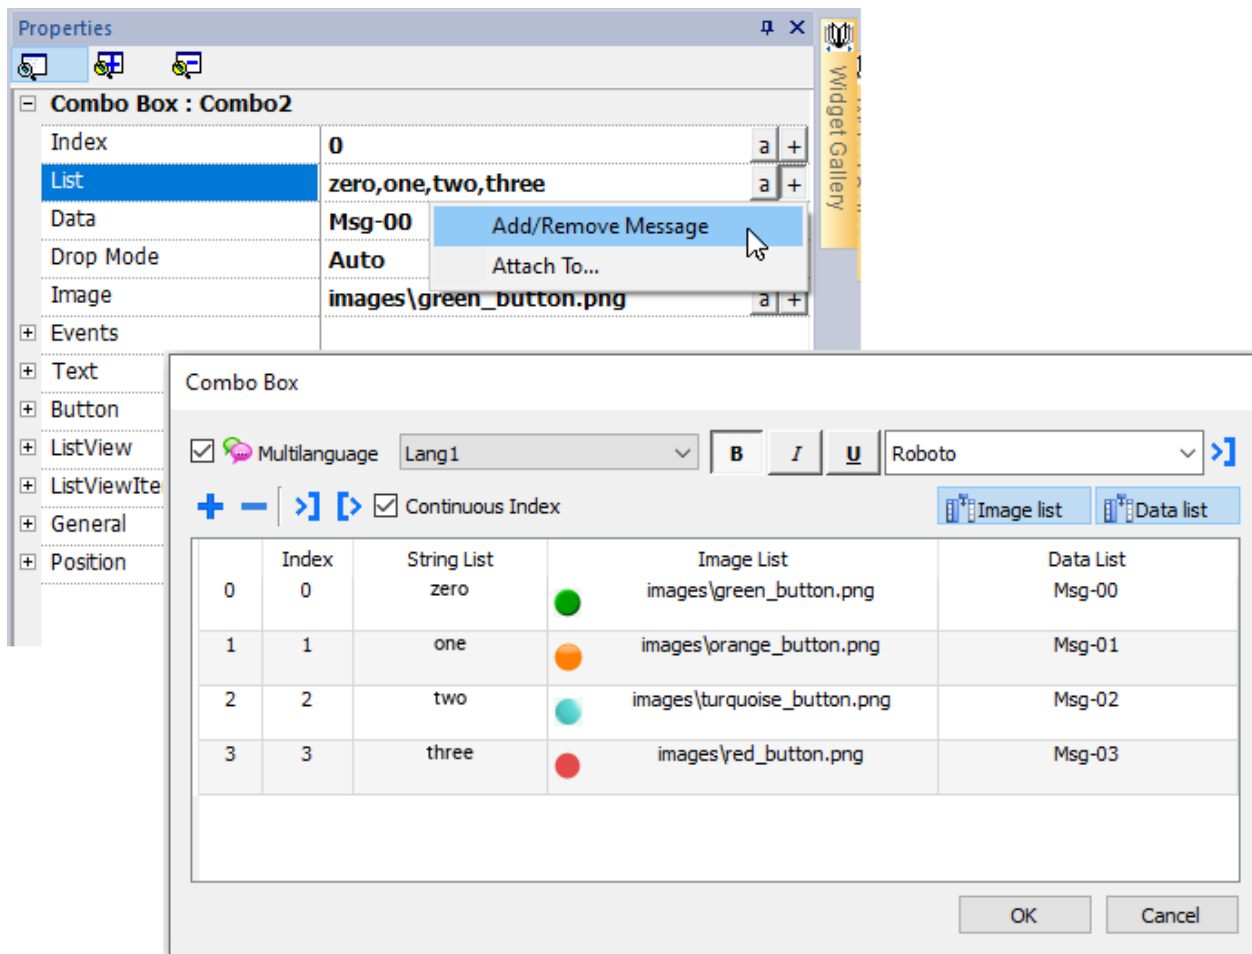 Properties
Widget Gallery
Combo Box : Combo2
Index 0 a +
List zero,one,two,three a +
Data Msg-00
Add/Remove Message
Drop Mode Auto
Attach To...
Image images\green_button.png a +
Events
Text
Button
ListView
ListViewIte
General
Position
Combo Box
Multilanguage Lang1 B I U Roboto
Continuous Index Image list Data list
Index String List Image List Data List
0 0 zero images\green_button.png Msg-00
1 1 one images\orange_button.png Msg-01
2 2 two images\turquoise_button.png Msg-02
3 3 three images\red_button.png Msg-03
OK Cancel